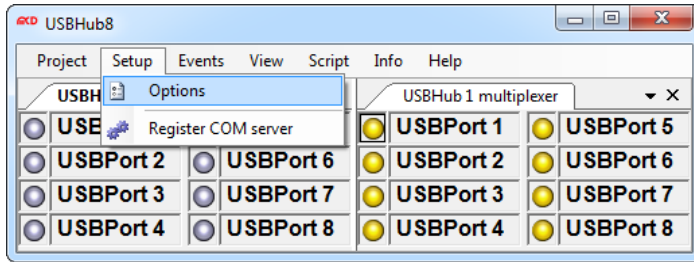 GKD USBHub8
Project Setup Events View Script Info Help
USBH USBHub 1 multiplexer
Options
Register COM server
USE USBPort 1 USBPort 5
USBPort 2 USBPort 6 USBPort 2 USBPort 6
USBPort 3 USBPort 7 USBPort 3 USBPort 7
USBPort 4 USBPort 8 USBPort 4 USBPort 8